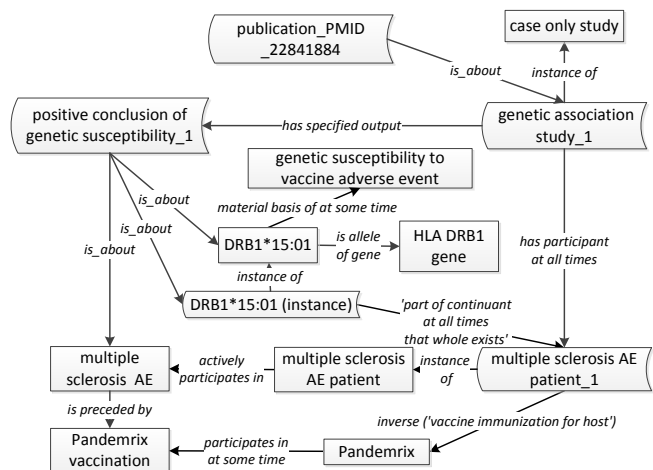 publication_PMID
_22841884
case only study
is_about
instance of
positive conclusion of
genetic susceptibility_1
has specified output
genetic association
study_1
genetic susceptibility to
vaccine adverse event
is_about
material basis of at some time
is_about
DRB1*15:01
is allele
of gene
HLA DRB1
gene
has participant
at all times
is_about
instance of
DRB1*15:01 (instance)
'part of continuant
at all times
that whole exists'
multiple
sclerosis AE
actively
participates in
multiple sclerosis
AE patient
instance
of
multiple sclerosis AE
patient_1
is preceded by
inverse ('vaccine immunization for host')
Pandemrix
vaccination
participates in
at some time
Pandemrix